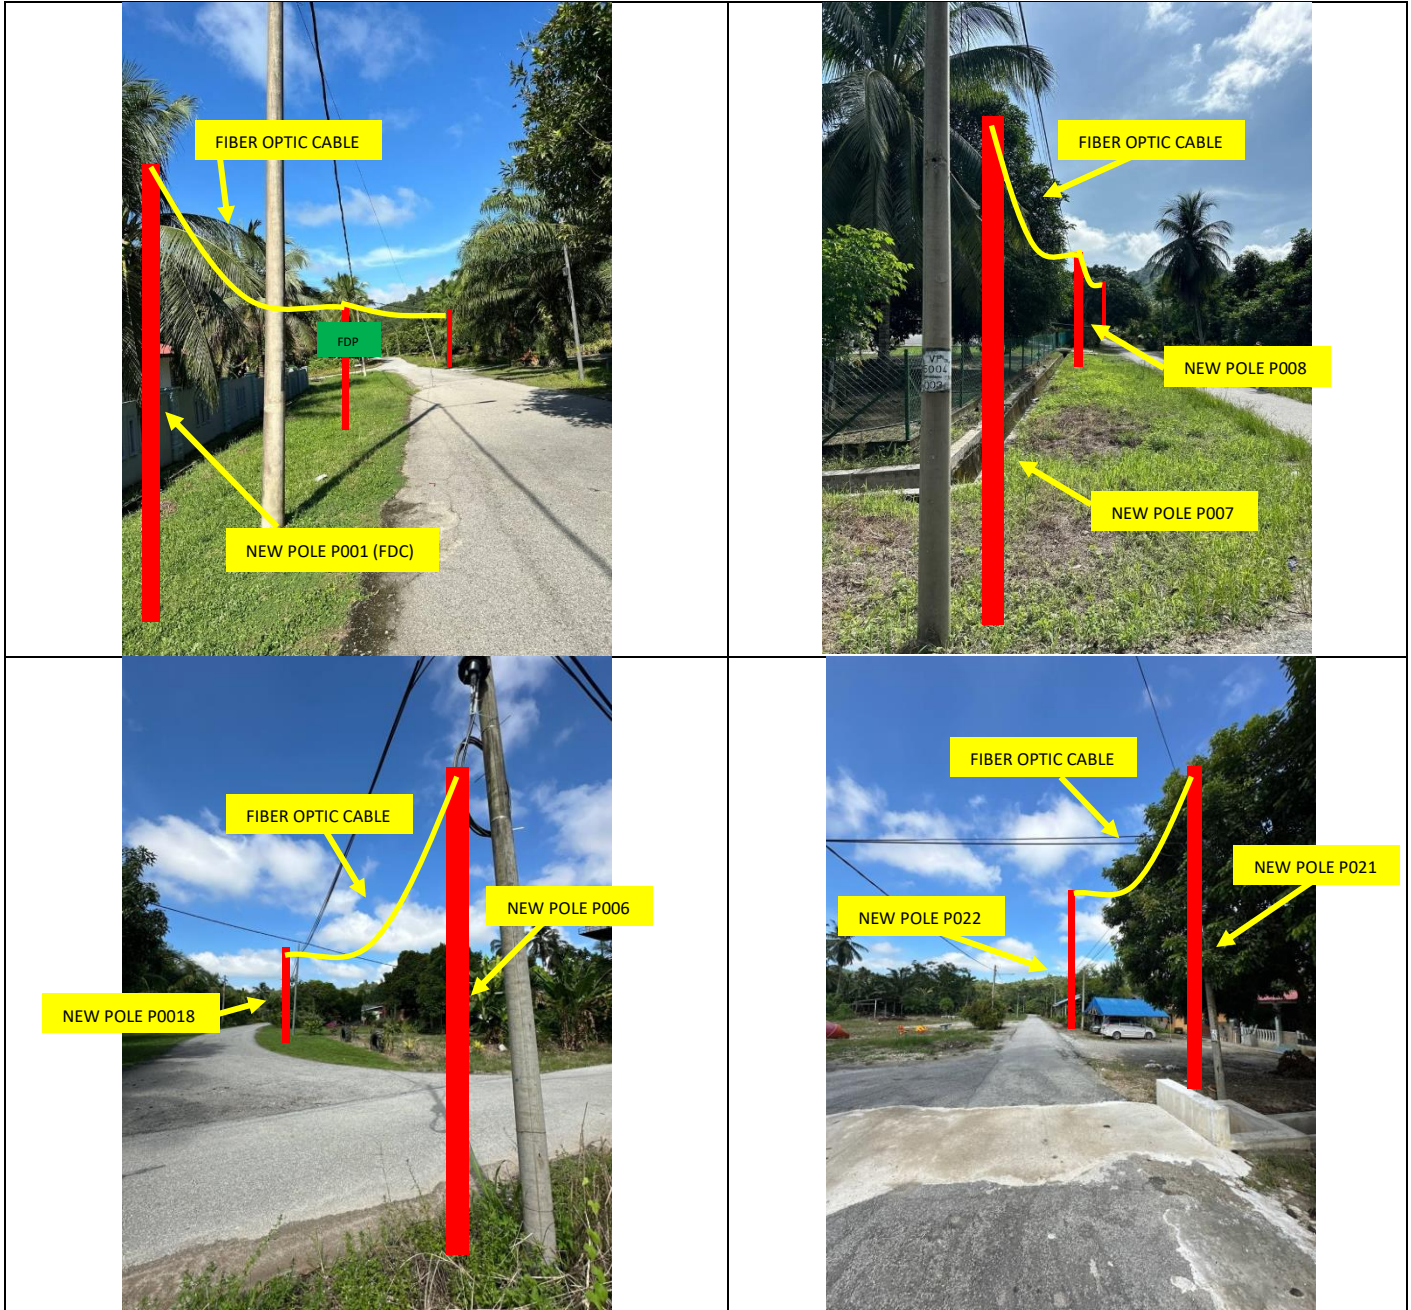 FIBER OPTIC CABLE
FDP
NEW POLE P001 (FDC)
FIBER OPTIC CABLE
NEW POLE P008
NEW POLE P007
VP
FIBER OPTIC CABLE
NEW POLE P006
NEW POLE P0018
FIBER OPTIC CABLE
NEW POLE P021
NEW POLE P022